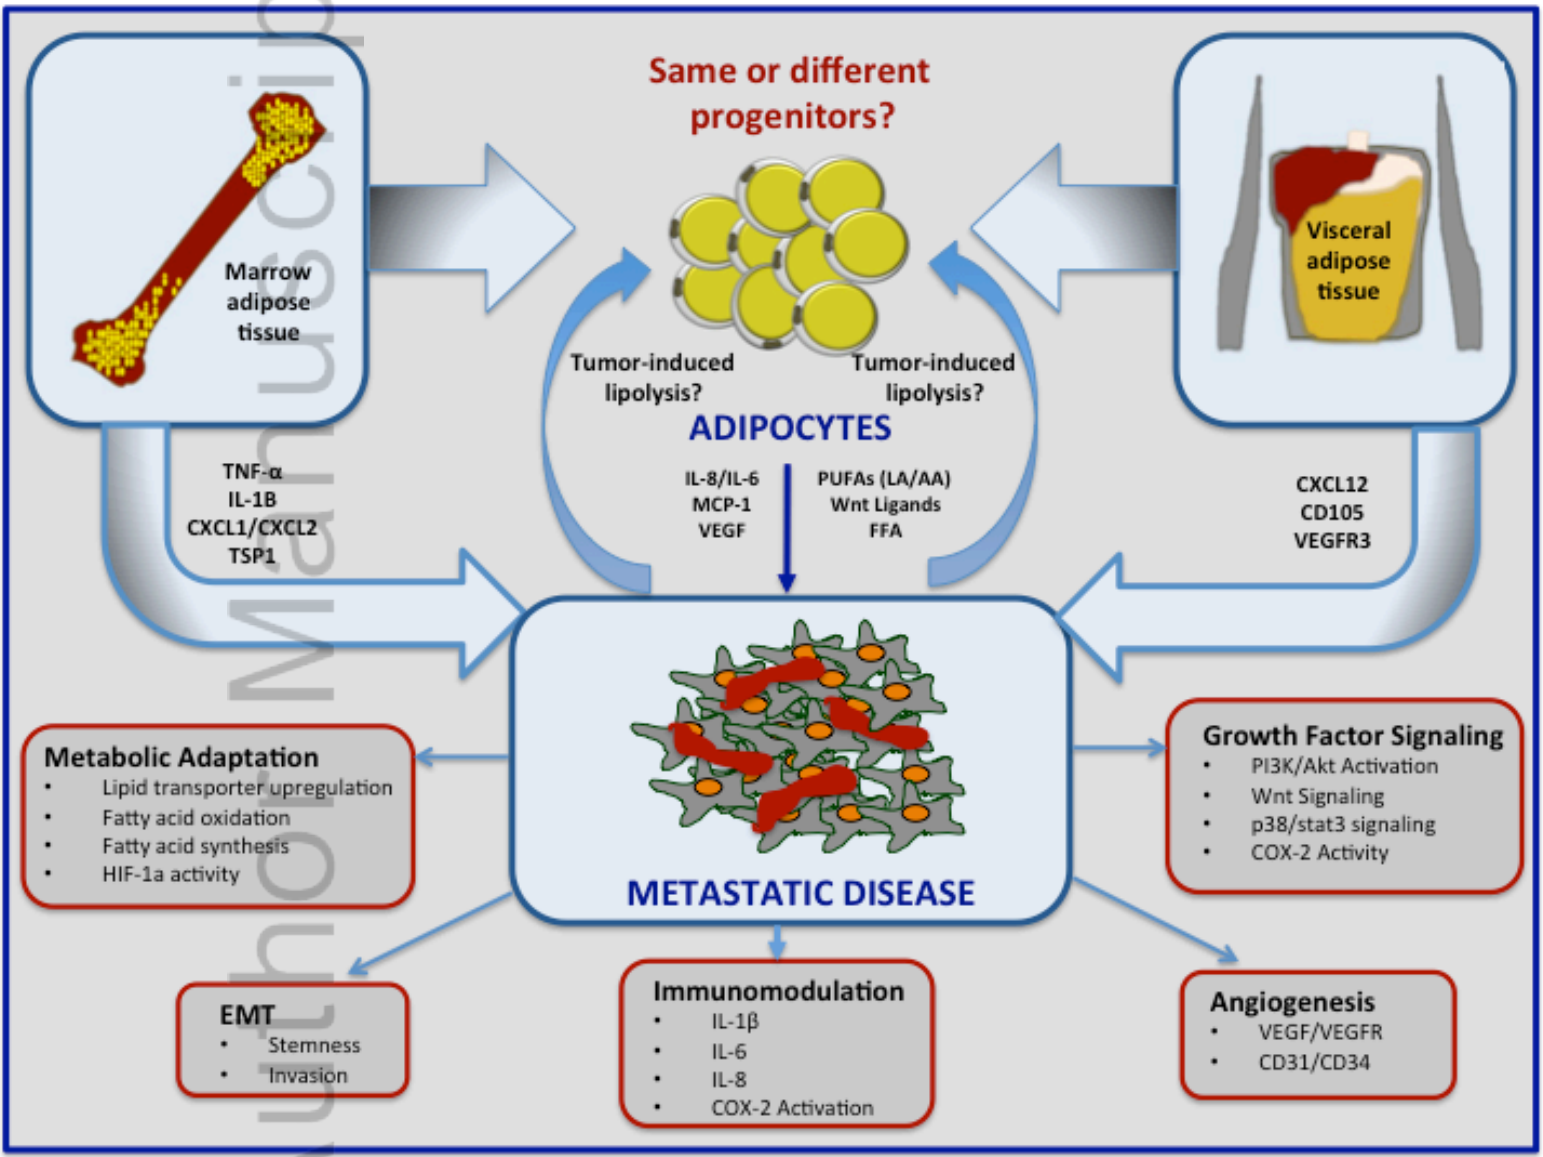 Same or different
progenitors?
Marrow
adipose
tissue
Visceral
adipose
tissue
Tumor-induced
lipolysis?
Tumor-induced
lipolysis?
ADIPOCYTES
TNF-α
IL-1B
CXCL1/CXCL2
TSP1
IL-8/IL-6
MCP-1
VEGF
PUFAs (LA/AA)
Wnt Ligands
FFA
CXCL12
CD105
VEGFR3
METASTATIC DISEASE
Metabolic Adaptation
• Lipid transporter upregulation
• Fatty acid oxidation
• Fatty acid synthesis
• HIF-1a activity
Growth Factor Signaling
• PI3K/Akt Activation
• Wnt Signaling
• p38/stat3 signaling
• COX-2 Activity
EMT
• Stemness
• Invasion
Immunomodulation
• IL-1β
• IL-6
• IL-8
• COX-2 Activation
Angiogenesis
• VEGF/VEGFR
• CD31/CD34
uthor Manuscrip